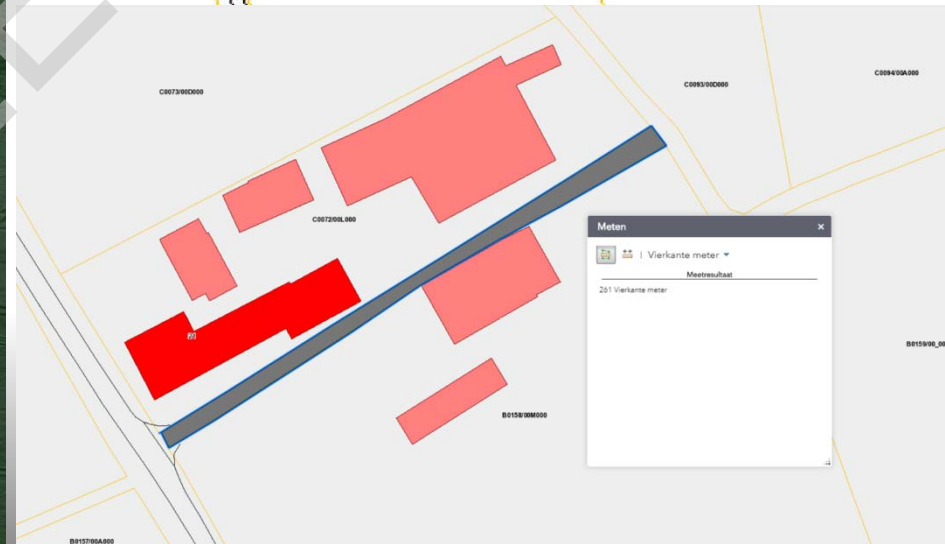 C0073/00D000
C0093/00D000
C0094/00A000
C0072/00L000
Meten
Vierkante meter
Meetresultaat
261 Vierkante meter
B0159/00_00
B0158/00M000
B0157/00A000